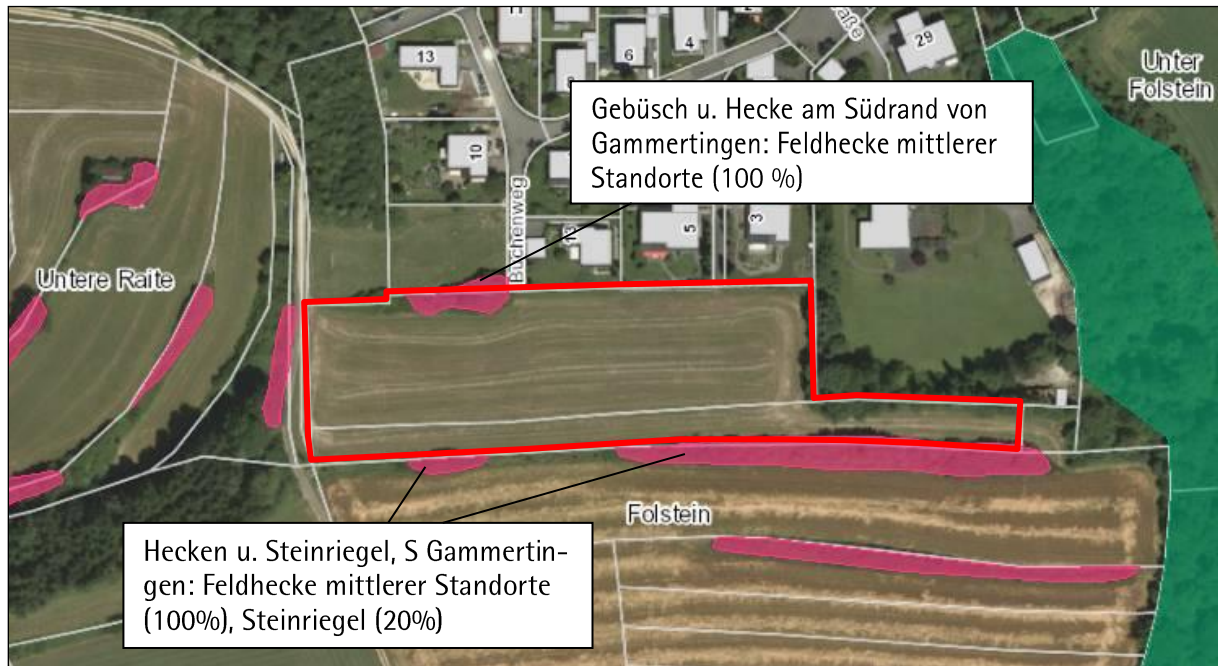 13
6
4
29
Unter
Folstein
Gebüsch u. Hecke am Südrand von
Gammertingen: Feldhecke mittlerer
Standorte (100 %)
10
Buchenweg
5
3
Untere Raite
Folstein
Hecken u. Steinriegel, S Gammertin-
gen: Feldhecke mittlerer Standorte
(100%), Steinriegel (20%)